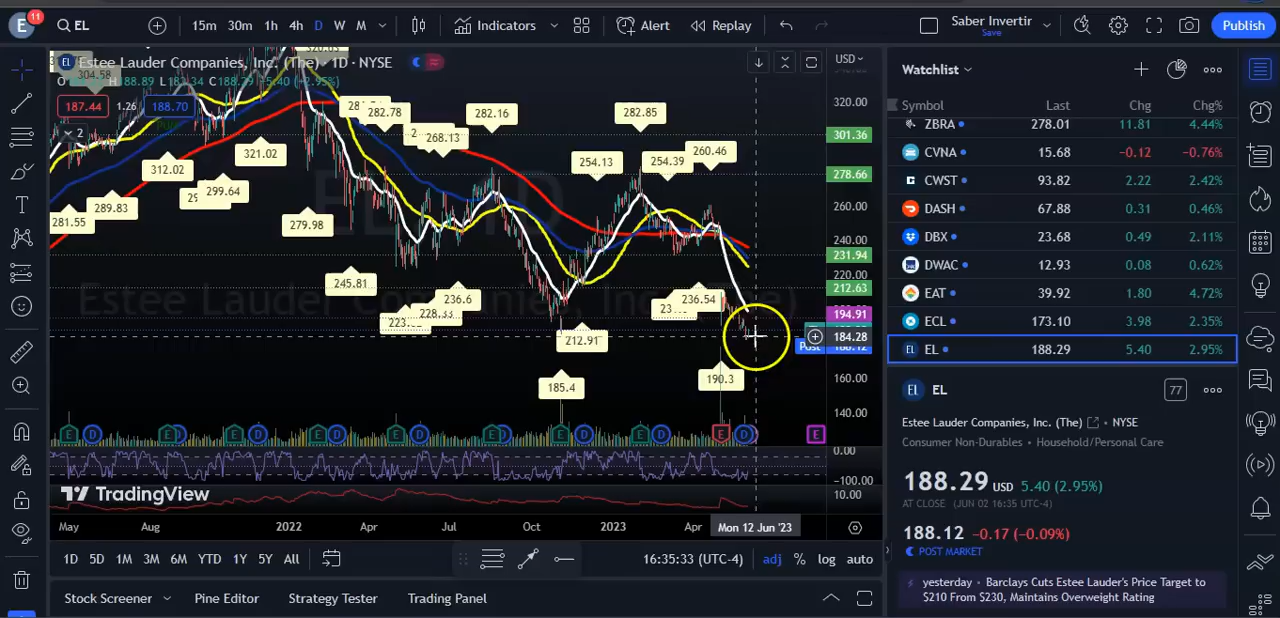 E 11 EL 15m 30m 1h 4h D W M Indicators Alert Replay Saber Invertir Save Publish
Estee Lauder Companies, Inc. (The) · 1D · NYSE
USD
187.44 1.26 188.70
2
304.58
281.55
289.83
312.02
299.64
321.02
279.98
282.78
268.13
282.16
245.81
228.33
236.6
212.91
185.4
254.13
282.85
254.39
260.46
236.54
190.3
320.00
301.36
278.66
260.00
240.00
231.94
220.00
212.63
194.91
184.28
Post
160.00
140.00
0.00
−100.00
10.00
E D E D E D E D E D E E D E D E D E
TradingView
May Aug 2022 Apr Jul Oct 2023 Apr Mon 12 Jun '23
1D 5D 1M 3M 6M YTD 1Y 5Y All 16:35:33 (UTC-4) adj % log auto
Stock Screener Pine Editor Strategy Tester Trading Panel
Watchlist
Symbol Last Chg Chg%
ZBRA 278.01 11.81 4.44%
CVNA 15.68 −0.12 −0.76%
CWST 93.82 2.22 2.42%
DASH 67.88 0.31 0.46%
DBX 23.68 0.49 2.11%
DWAC 12.93 0.08 0.62%
EAT 39.92 1.80 4.72%
ECL 173.10 3.98 2.35%
EL 188.29 5.40 2.95%
EL 77
Estee Lauder Companies, Inc. (The) · NYSE
Consumer Non-Durables · Household/Personal Care
188.29 USD 5.40 (2.95%)
AT CLOSE (JUN 02 16:35 UTC-4)
188.12 −0.17 (−0.09%)
POST MARKET
yesterday · Barclays Cuts Estee Lauder's Price Target to
$210 From $230, Maintains Overweight Rating